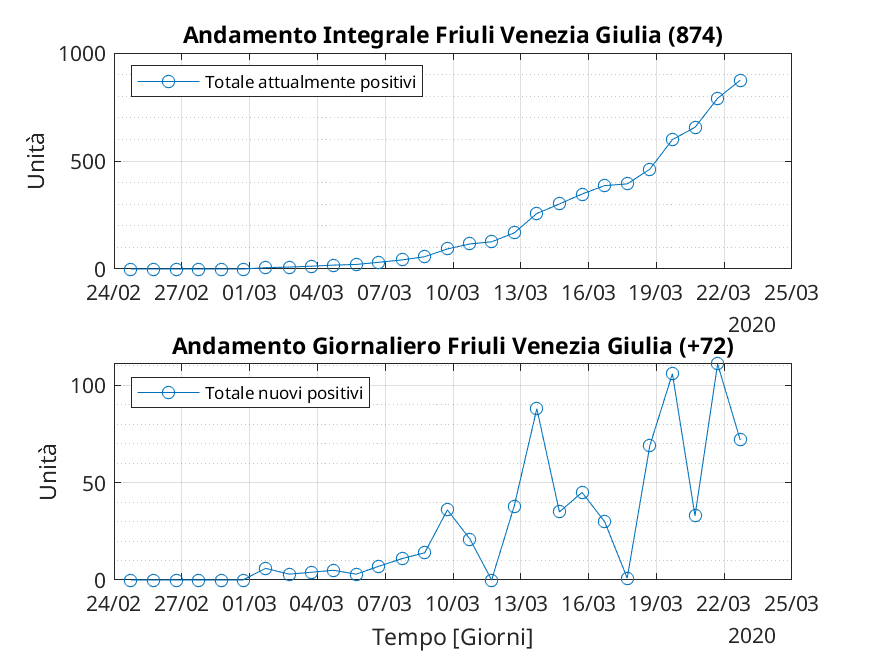 Andamento Integrale Friuli Venezia Giulia (874)
1000
Totale attualmente positivi
500
Unità
0
24/02 27/02 01/03 04/03 07/03 10/03 13/03 16/03 19/03 22/03 25/03
2020
Andamento Giornaliero Friuli Venezia Giulia (+72)
100
Totale nuovi positivi
50
Unità
0
24/02 27/02 01/03 04/03 07/03 10/03 13/03 16/03 19/03 22/03 25/03
Tempo [Giorni]
2020